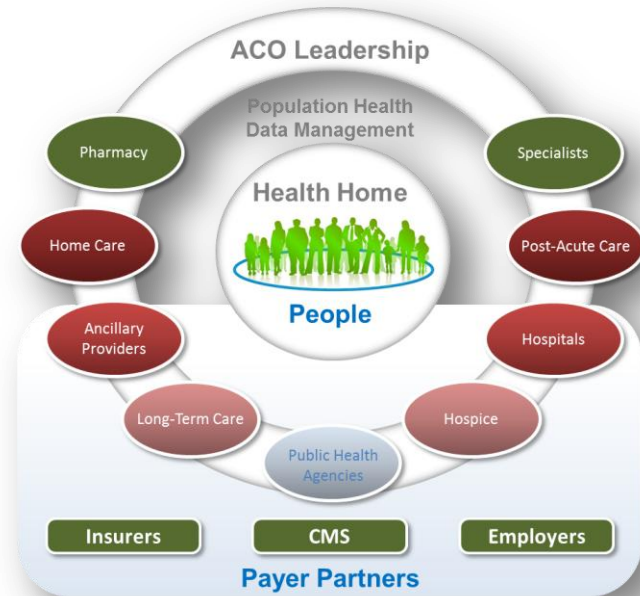 ACO Leadership
Population Health
Data Management
Pharmacy
Specialists
Health Home
Home Care
Post-Acute Care
People
Ancillary
Providers
Hospitals
Long-Term Care
Hospice
Public Health
Agencies
Insurers
CMS
Employers
Payer Partners